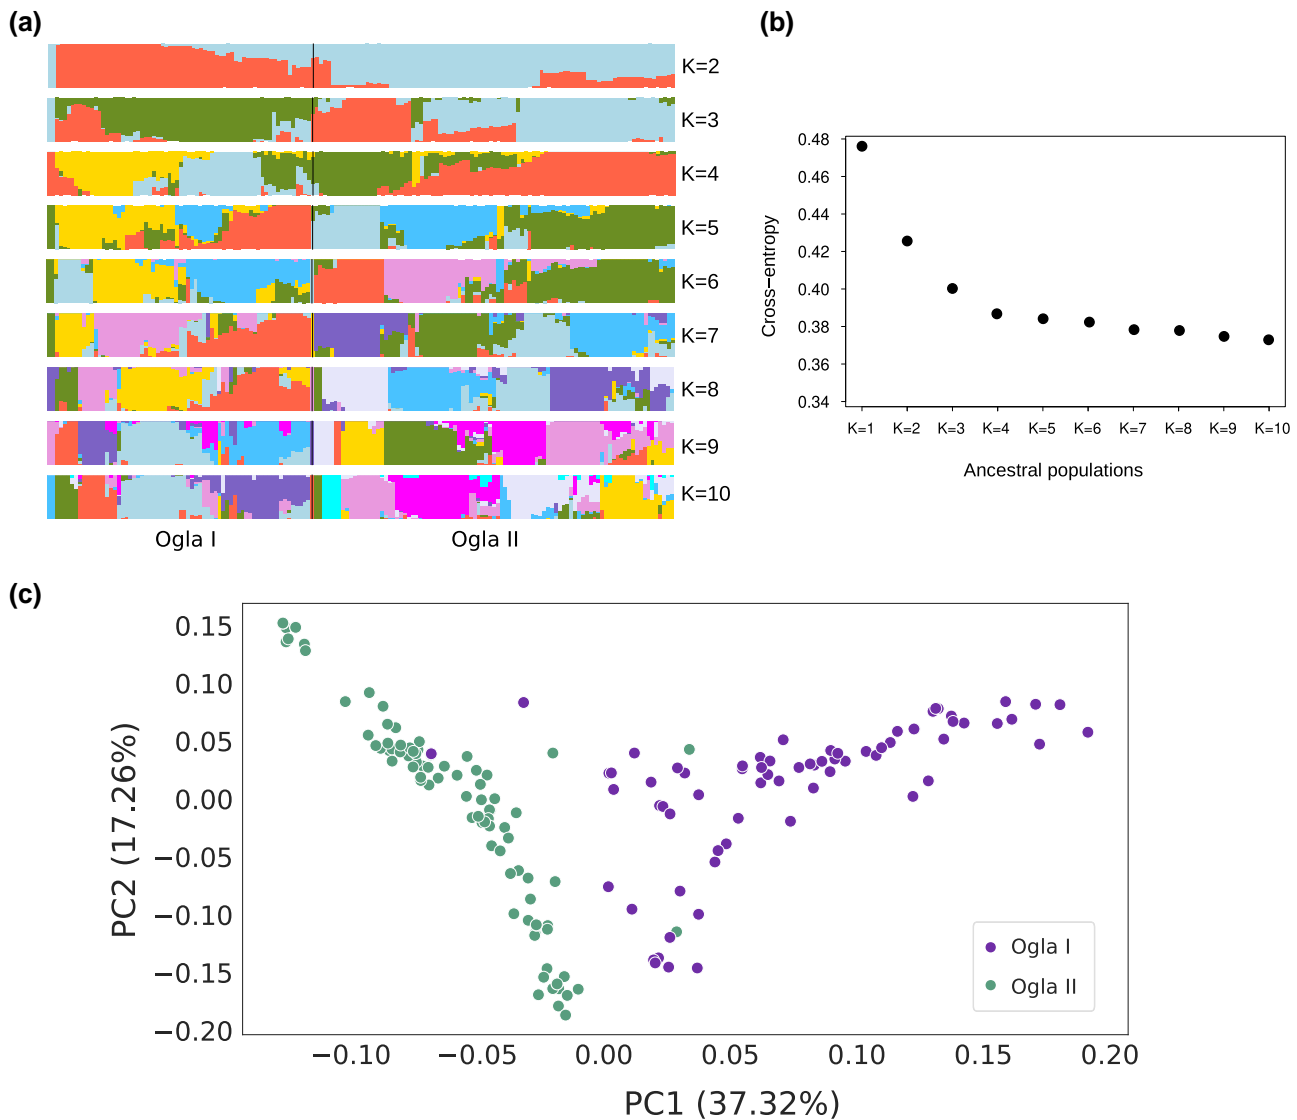 (a)
K=2
K=3
K=4
K=5
K=6
K=7
K=8
K=9
K=10
Ogla I Ogla II
(b)
0.48
0.46
0.44
0.42
0.40
0.38
0.36
0.34
Cross−entropy
K=1 K=2 K=3 K=4 K=5 K=6 K=7 K=8 K=9 K=10
Ancestral populations
(c)
0.15
0.10
0.05
0.00
−0.05
−0.10
−0.15
−0.20
PC2 (17.26%)
Ogla I
Ogla II
−0.10 −0.05 0.00 0.05 0.10 0.15 0.20
PC1 (37.32%)